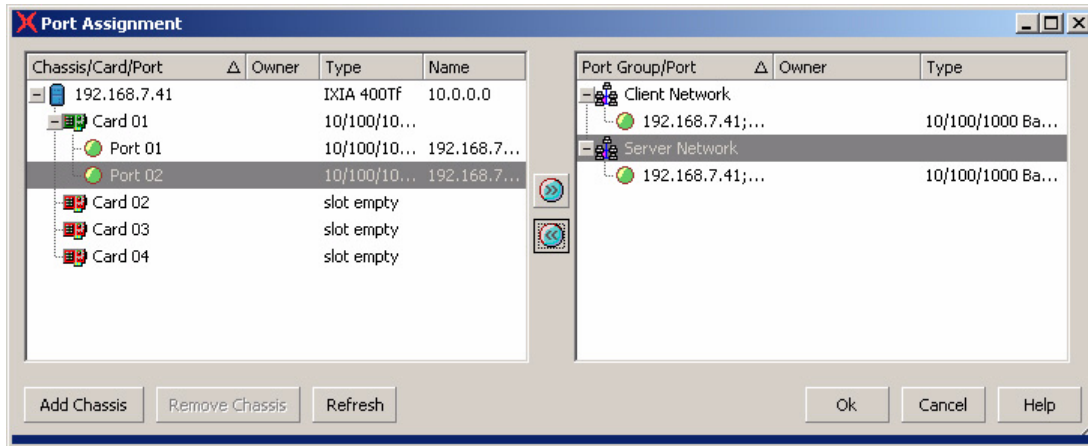 Port Assignment
Chassis/Card/Port Owner Type Name
192.168.7.41 IXIA 400Tf 10.0.0.0
Card 01 10/100/10...
Port 01 10/100/10... 192.168.7...
Port 02 10/100/10... 192.168.7...
Card 02 slot empty
Card 03 slot empty
Card 04 slot empty
Port Group/Port Owner Type
Client Network
192.168.7.41;... 10/100/1000 Ba...
Server Network
192.168.7.41;... 10/100/1000 Ba...
Add Chassis Remove Chassis Refresh Ok Cancel Help